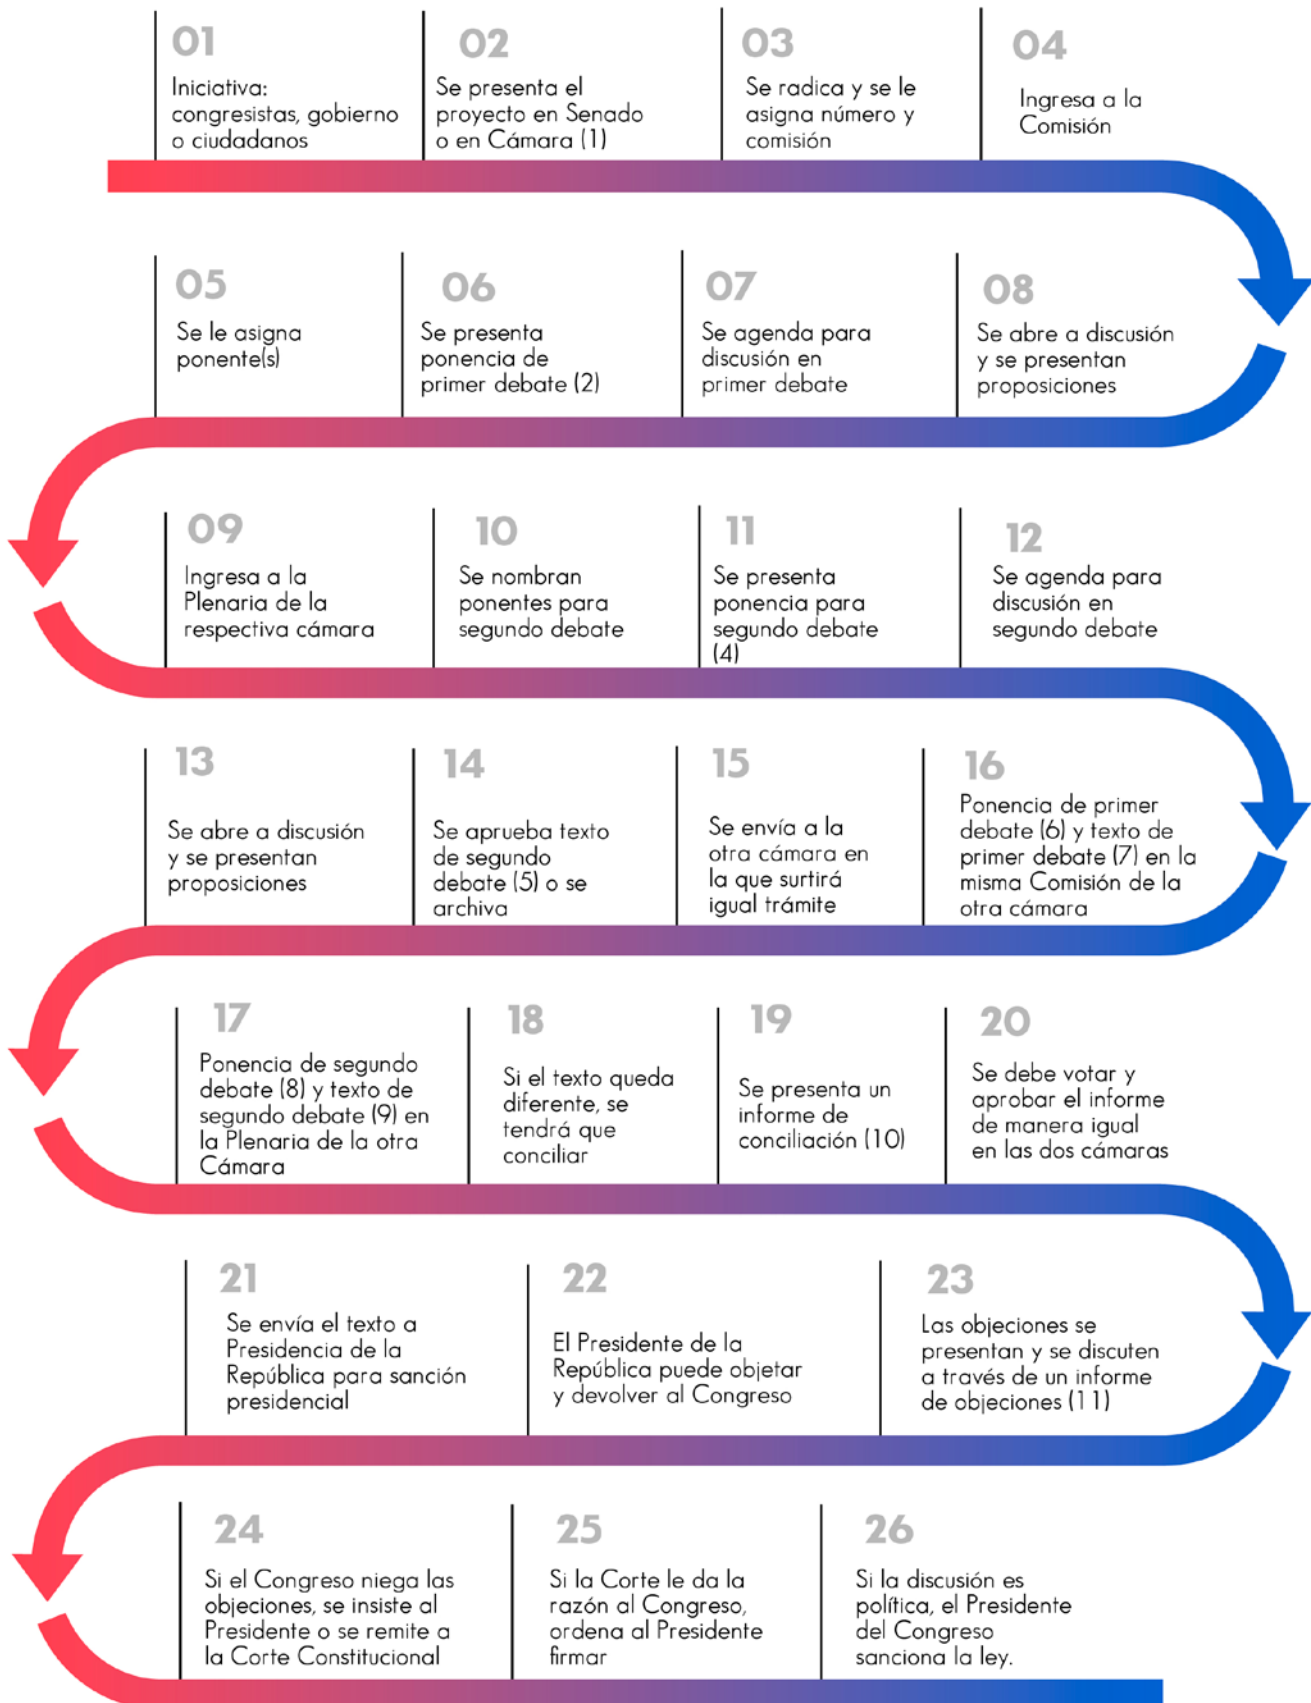 01
Iniciativa:
congresistas, gobierno
o ciudadanos
02
Se presenta el
proyecto en Senado
o en Cámara (1)
03
Se radica y se le
asigna número y
comisión
04
Ingresa a la
Comisión
05
Se le asigna
ponente(s)
06
Se presenta
ponencia de
primer debate (2)
07
Se agenda para
discusión en
primer debate
08
Se abre a discusión
y se presentan
proposiciones
09
Ingresa a la
Plenaria de la
respectiva cámara
10
Se nombran
ponentes para
segundo debate
11
Se presenta
ponencia para
segundo debate
(4)
12
Se agenda para
discusión en
segundo debate
13
Se abre a discusión
y se presentan
proposiciones
14
Se aprueba texto
de segundo
debate (5) o se
archiva
15
Se envía a la
otra cámara en
la que surtirá
igual trámite
16
Ponencia de primer
debate (6) y texto de
primer debate (7) en la
misma Comisión de la
otra cámara
17
Ponencia de segundo
debate (8) y texto de
segundo debate (9) en
la Plenaria de la otra
Cámara
18
Si el texto queda
diferente, se
tendrá que
conciliar
19
Se presenta un
informe de
conciliación (10)
20
Se debe votar y
aprobar el informe
de manera igual
en las dos cámaras
21
Se envía el texto a
Presidencia de la
República para sanción
presidencial
22
El Presidente de la
República puede objetar
y devolver al Congreso
23
Las objeciones se
presentan y se discuten
a través de un informe
de objeciones (11)
24
Si el Congreso niega las
objeciones, se insiste al
Presidente o se remite a
la Corte Constitucional
25
Si la Corte le da la
razón al Congreso,
ordena al Presidente
firmar
26
Si la discusión es
política, el Presidente
del Congreso
sanciona la ley.